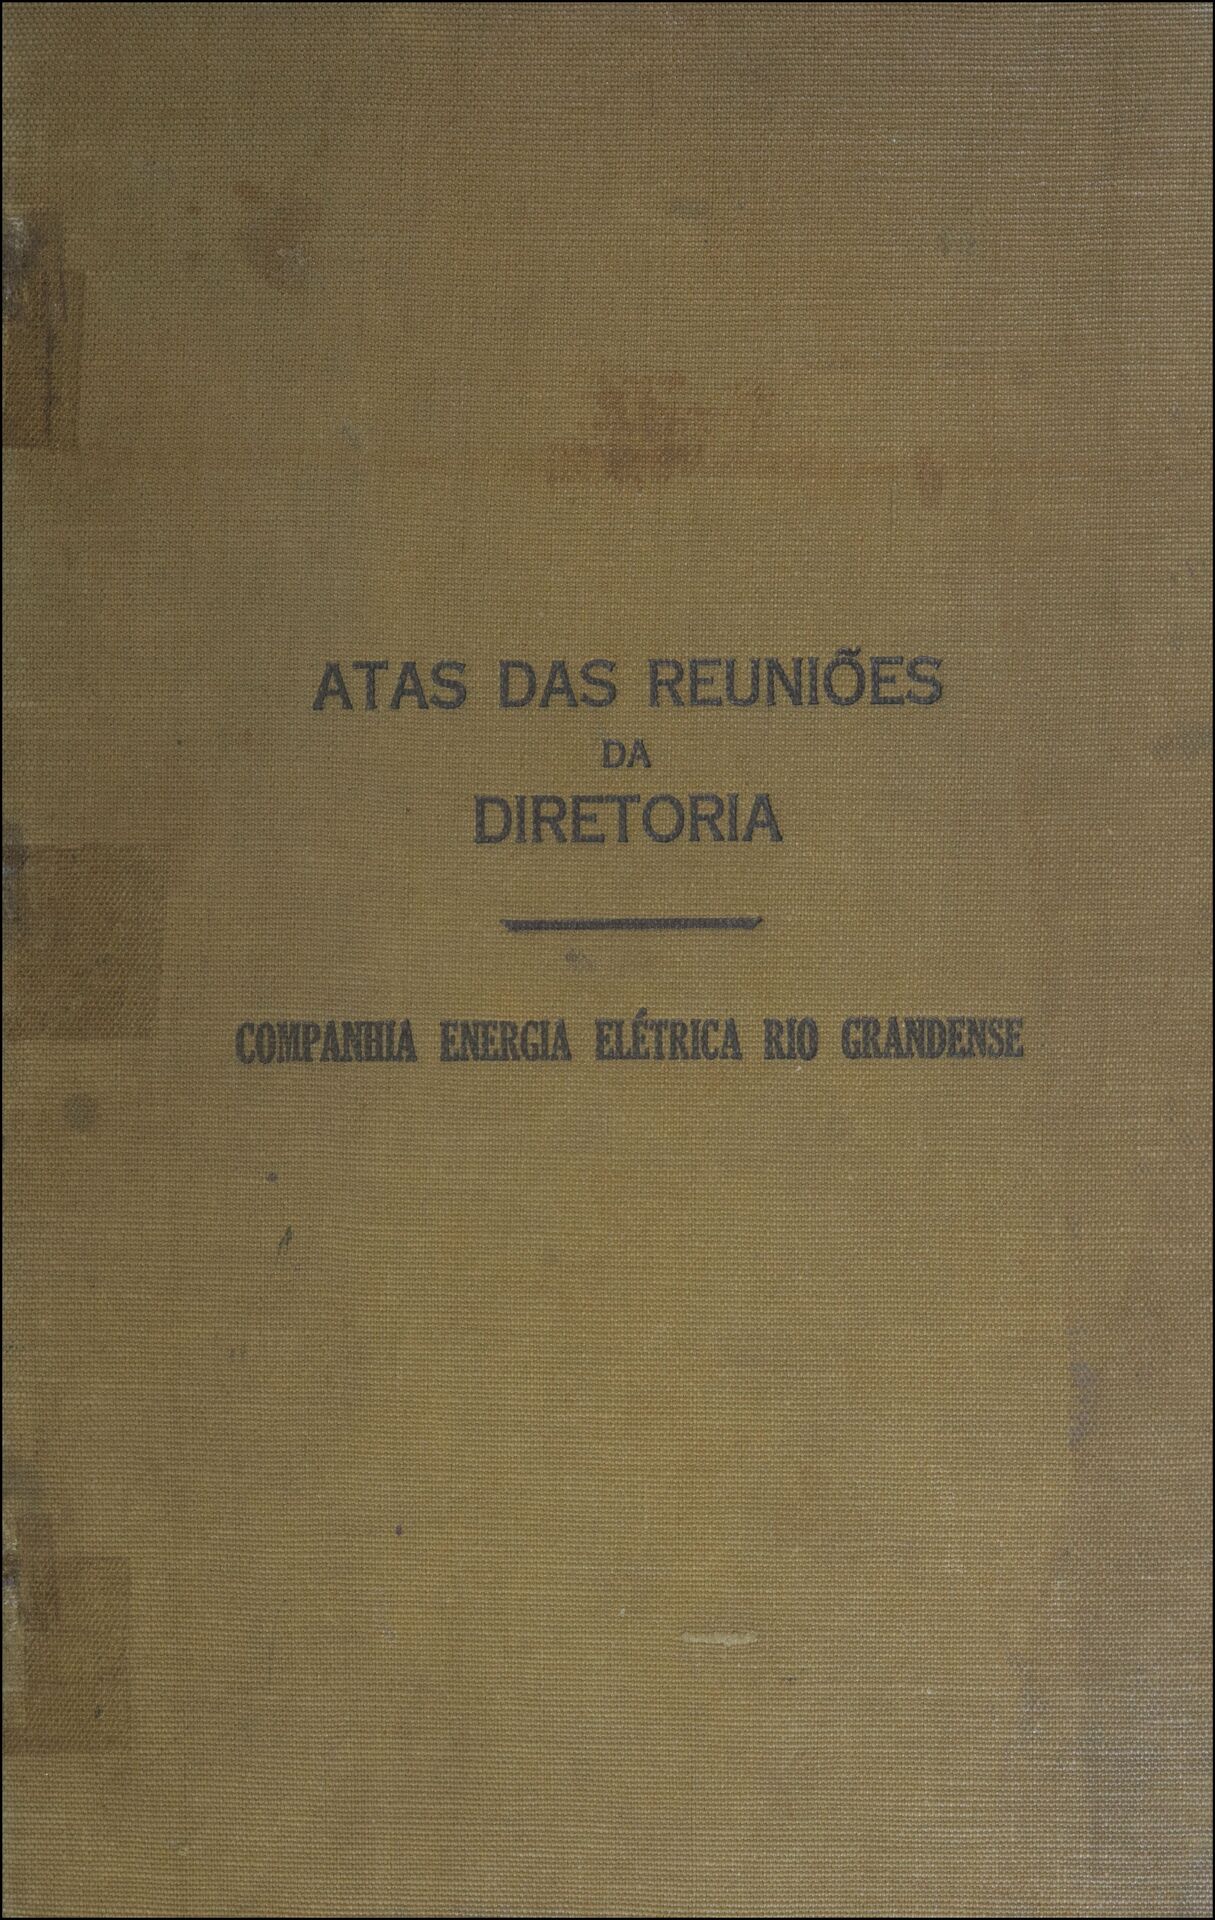 ATAS DAS REUNIÕES
DA
DIRETORIA
COMPANHIA ENERGIA ELÉTRICA RIO GRANDENSE